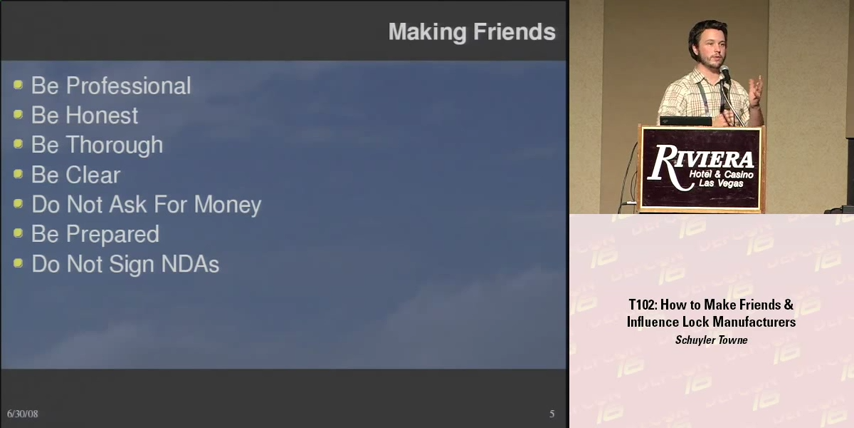 Making Friends
Be Professional
Be Honest
Be Thorough
Be Clear
Do Not Ask For Money
Be Prepared
Do Not Sign NDAs
6/30/08
5
RIVIERA
Hotel & Casino
Las Vegas
T102: How to Make Friends &
Influence Lock Manufacturers
Schuyler Towne